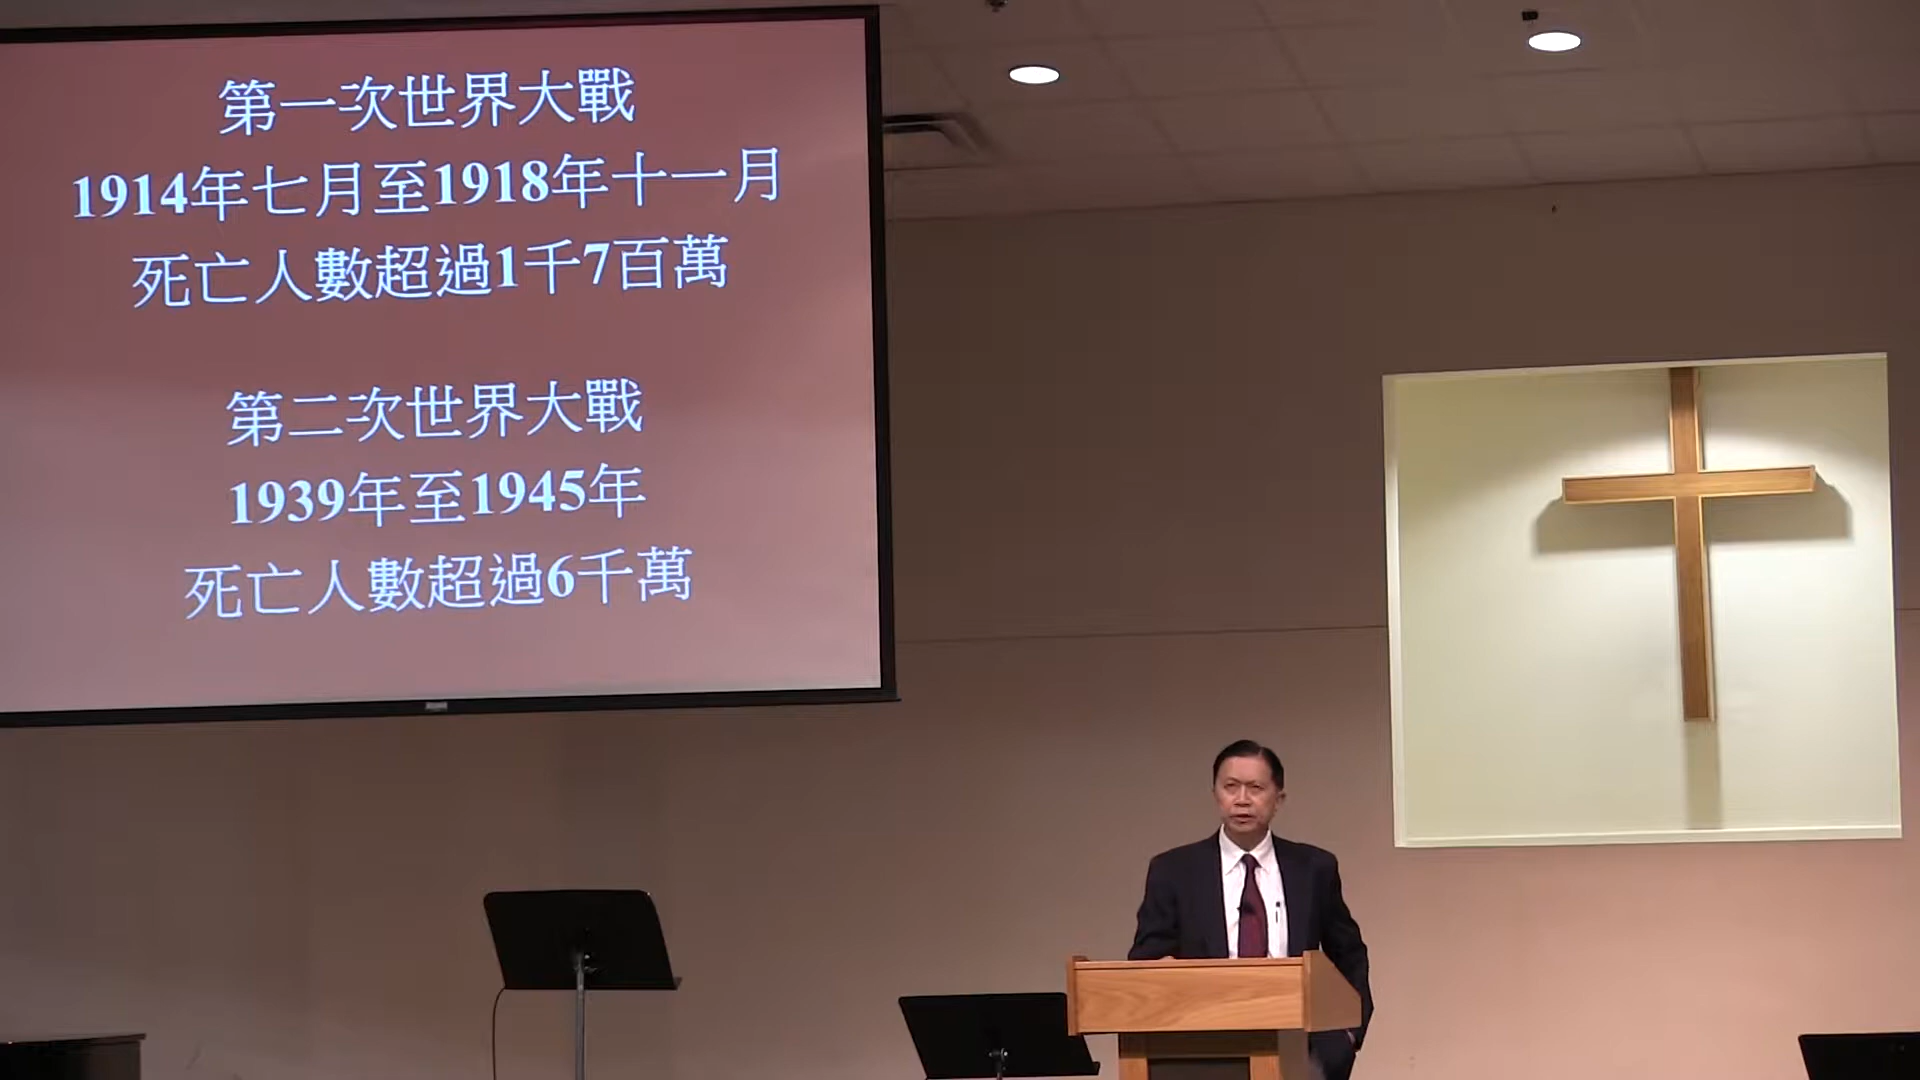 第一次世界大戰
1914年七月至1918年十一月
死亡人數超過1千7百萬
第二次世界大戰
1939年至1945年
死亡人數超過6千萬